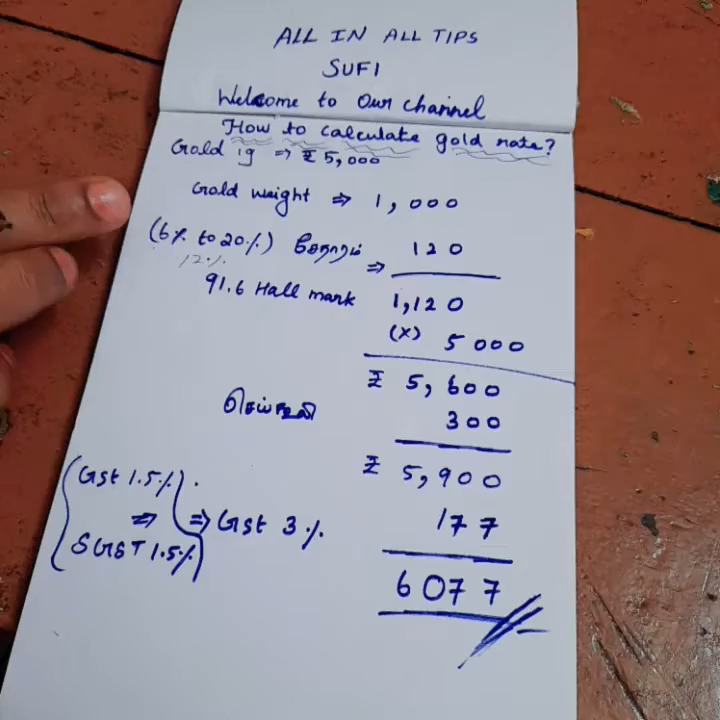 ALL IN ALL TIPS
SUFI
Welcome to Our channel
How to calculate gold rate?
Gold 1g ⇒ ₹ 5,000
Gold weight ⇒ 1,000
(6% to 20%) சேதாரம் ⇒ 120
12%
91.6 Hall mark 1,120
(x) 5000
₹ 5,600
செய்கூலி 300
₹ 5,900
Gst 1.5%
⇒ ⇒ Gst 3% 177
SGST 1.5%
6077